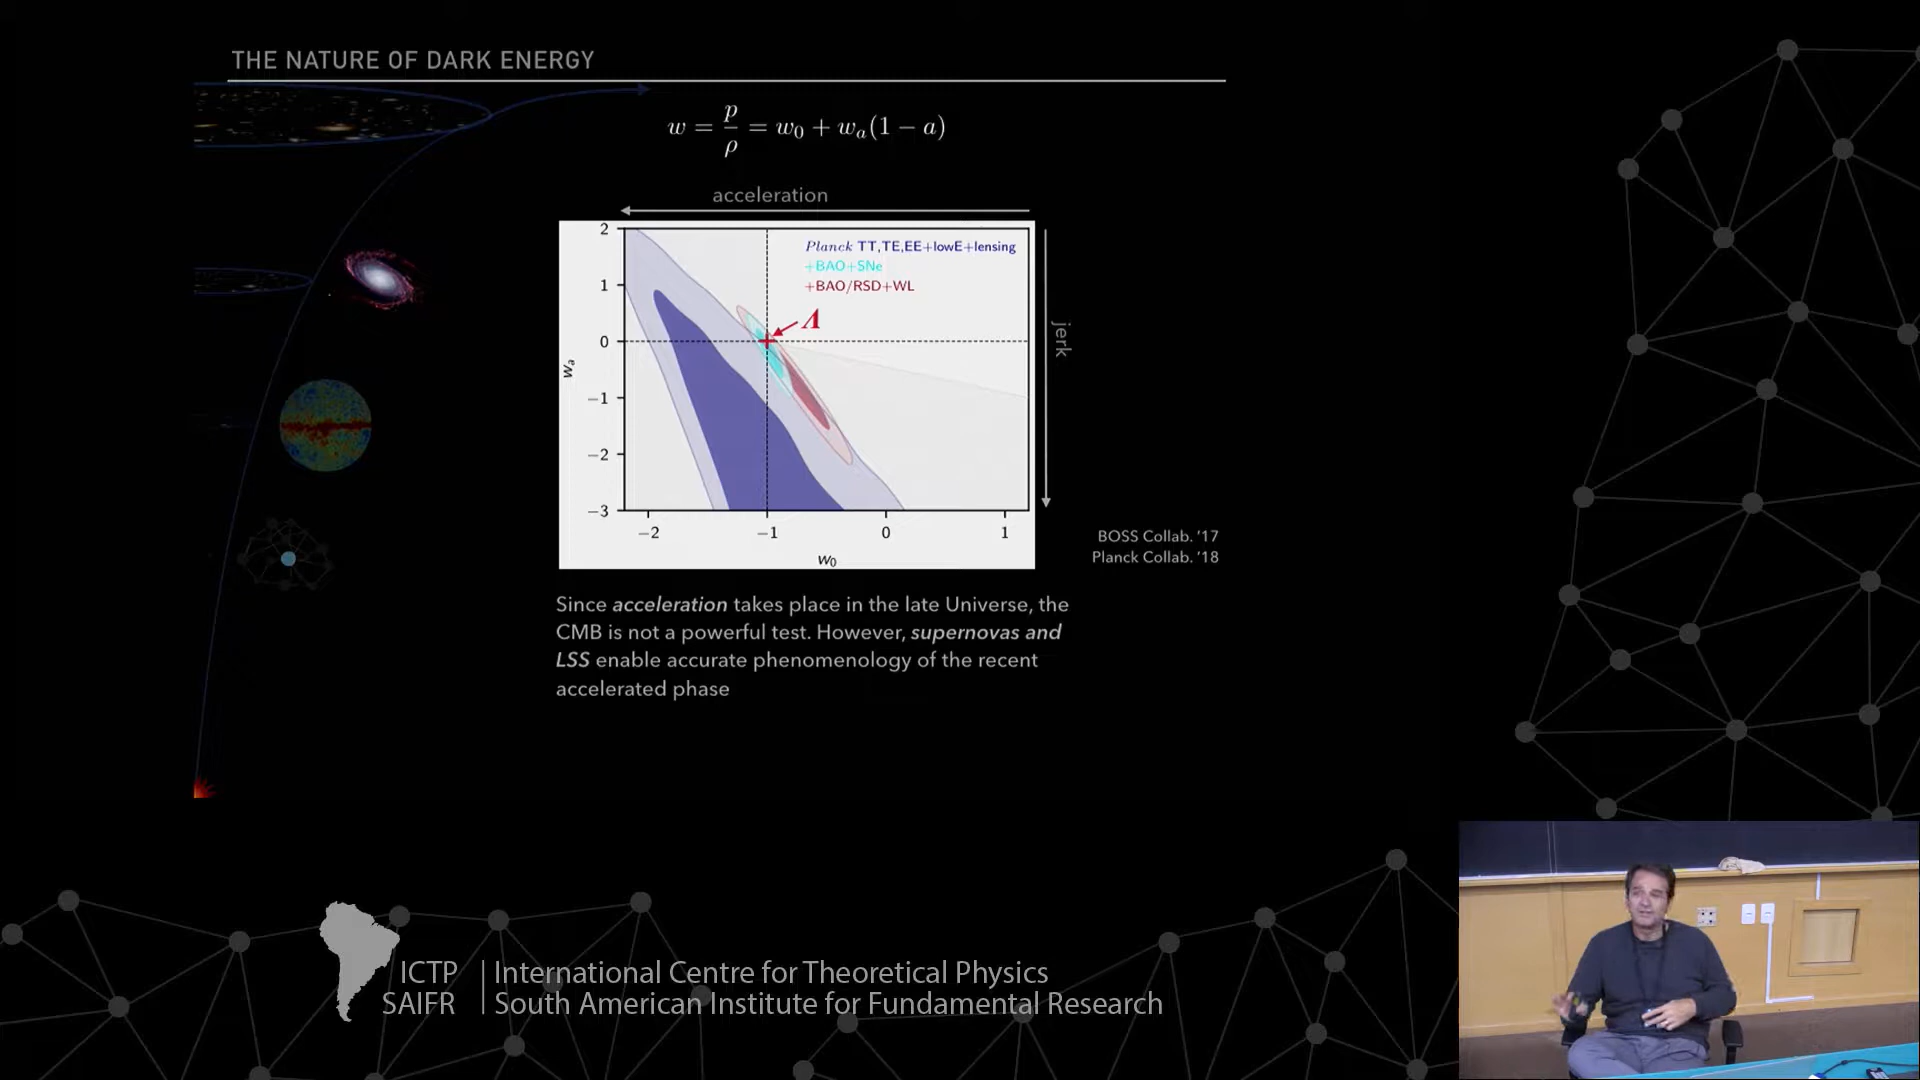 THE NATURE OF DARK ENERGY
w = p/ρ = w₀ + wₐ(1 − a)
acceleration
Planck TT,TE,EE+lowE+lensing
+BAO+SNe
+BAO/RSD+WL
Λ
jerk
2
1
0
−1
−2
−3
wₐ
−2
−1
0
1
w₀
BOSS Collab. '17
Planck Collab. '18
Since acceleration takes place in the late Universe, the
CMB is not a powerful test. However, supernovas and
LSS enable accurate phenomenology of the recent
accelerated phase
ICTP International Centre for Theoretical Physics
SAIFR South American Institute for Fundamental Research